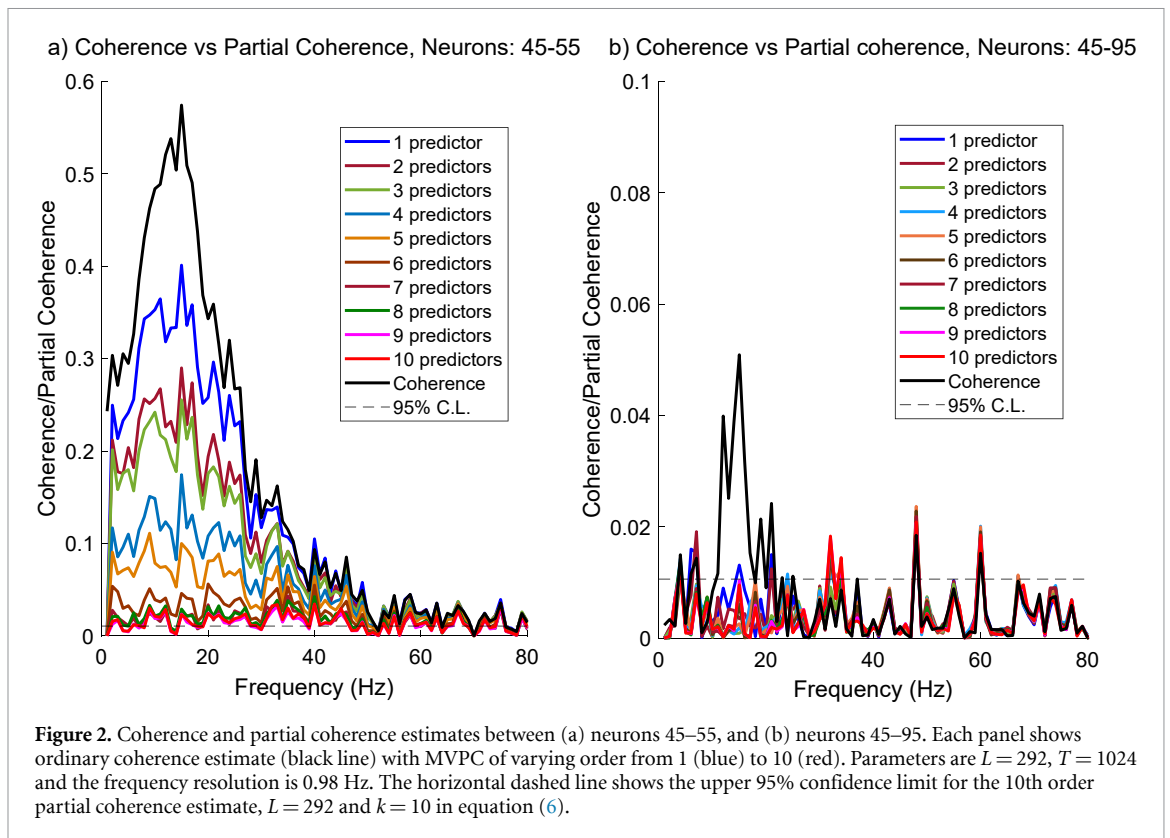 a) Coherence vs Partial Coherence, Neurons: 45-55
0.6
0.5
0.4
0.3
0.2
0.1
0
Coherence/Partial Coeherence
0
20
40
60
80
Frequency (Hz)
1 predictor
2 predictors
3 predictors
4 predictors
5 predictors
6 predictors
7 predictors
8 predictors
9 predictors
10 predictors
Coherence
95% C.L.
b) Coherence vs Partial coherence, Neurons: 45-95
0.1
0.08
0.06
0.04
0.02
0
Coherence/Partial Coeherence
0
20
40
60
80
Frequency (Hz)
1 predictor
2 predictors
3 predictors
4 predictors
5 predictors
6 predictors
7 predictors
8 predictors
9 predictors
10 predictors
Coherence
95% C.L.
Figure 2. Coherence and partial coherence estimates between (a) neurons 45–55, and (b) neurons 45–95. Each panel shows
ordinary coherence estimate (black line) with MVPC of varying order from 1 (blue) to 10 (red). Parameters are L = 292, T = 1024
and the frequency resolution is 0.98 Hz. The horizontal dashed line shows the upper 95% confidence limit for the 10th order
partial coherence estimate, L = 292 and k = 10 in equation (6).